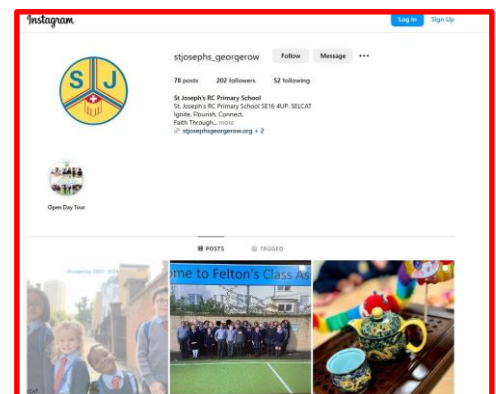 Instagram
Log In
Sign Up
stjosephs_georgerow
Follow
Message
78 posts
202 followers
52 following
St Joseph's RC Primary School
St. Joseph's RC Primary School SE16 4UP. SELCAT
Ignite, Flourish, Connect.
Faith Through... more
stjosephsgeorgerow.org + 2
S J
Open Day Tour
POSTS
TAGGED
Prospectus
me to Felton's Class As